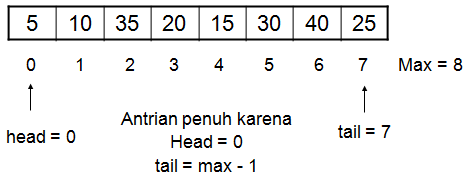 5 10 35 20 15 30 40 25
0 1 2 3 4 5 6 7 Max = 8
head = 0
Antrian penuh karena
Head = 0
tail = max - 1
tail = 7